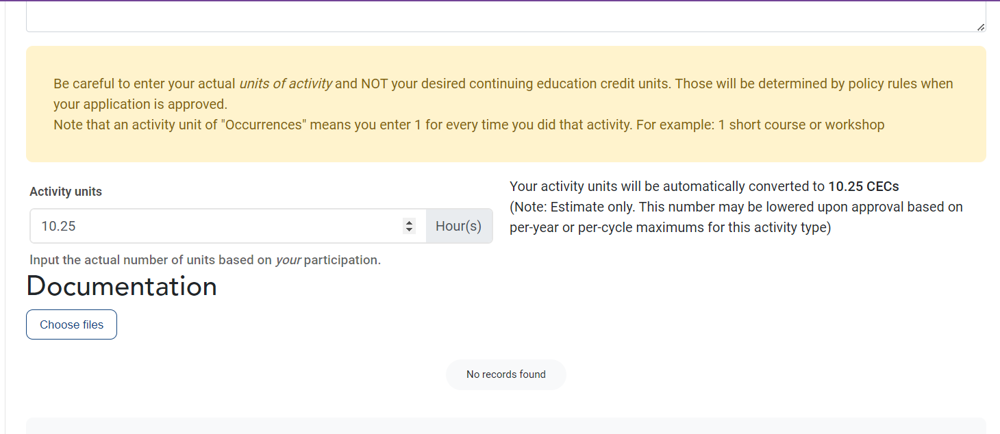 Be careful to enter your actual units of activity and NOT your desired continuing education credit units. Those will be determined by policy rules when
your application is approved.
Note that an activity unit of "Occurrences" means you enter 1 for every time you did that activity. For example: 1 short course or workshop
Activity units
10.25
Hour(s)
Input the actual number of units based on your participation.
Your activity units will be automatically converted to 10.25 CECs
(Note: Estimate only. This number may be lowered upon approval based on
per-year or per-cycle maximums for this activity type)
Documentation
Choose files
No records found